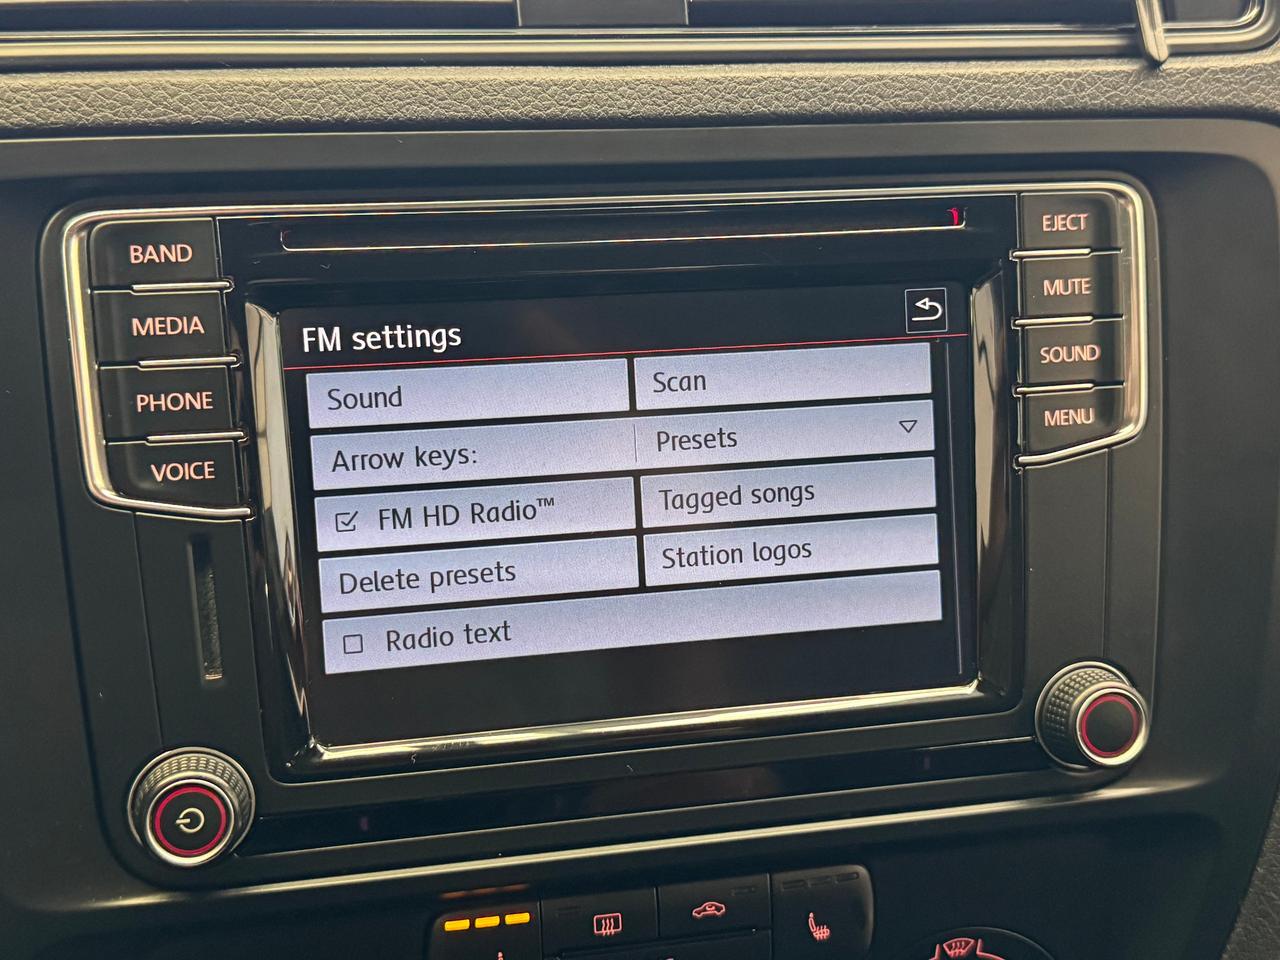 BAND
MEDIA
PHONE
VOICE
EJECT
MUTE
SOUND
MENU
FM settings
Sound
Scan
Arrow keys:
Presets
FM HD Radio™
Tagged songs
Delete presets
Station logos
Radio text